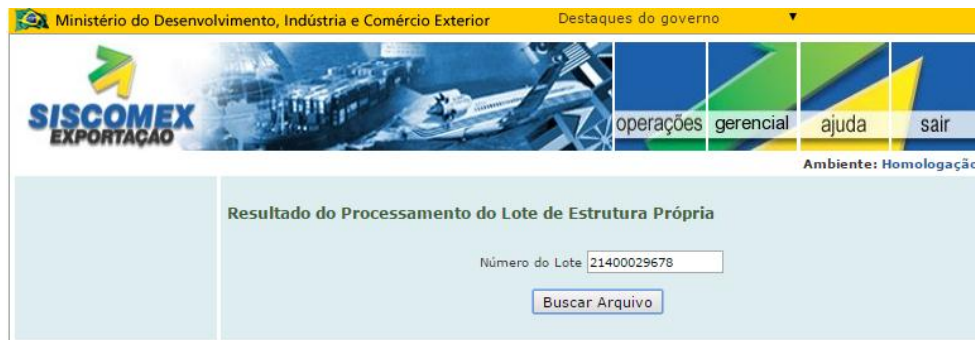 Ministério do Desenvolvimento, Indústria e Comércio Exterior Destaques do governo
SISCOMEX
EXPORTAÇÃO
operações gerencial ajuda sair
Ambiente: Homologação
Resultado do Processamento do Lote de Estrutura Própria
Número do Lote 21400029678
Buscar Arquivo